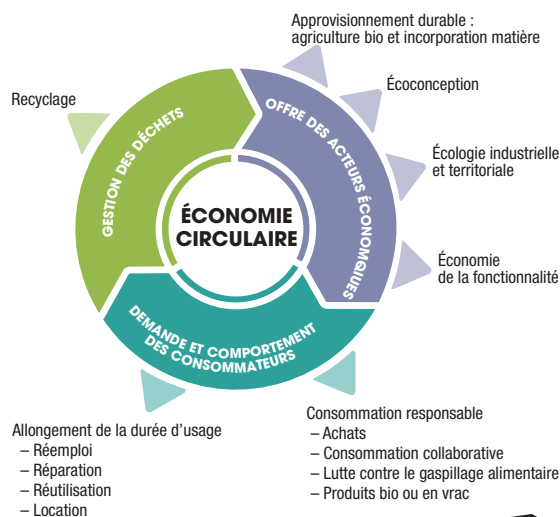 Approvisionnement durable :
agriculture bio et incorporation matière
Écoconception
Recyclage
Écologie industrielle
et territoriale
Économie
de la fonctionnalité
GESTION DES DÉCHETS
OFFRE DES ACTEURS ÉCONOMGIUES
ÉCONOMIE
CIRCULAIRE
DEMANDE ET COMPORTEMENT
DES CONSOMMATEURS
Allongement de la durée d'usage
– Réemploi
– Réparation
– Réutilisation
– Location
Consommation responsable
– Achats
– Consommation collaborative
– Lutte contre le gaspillage alimentaire
– Produits bio ou en vrac